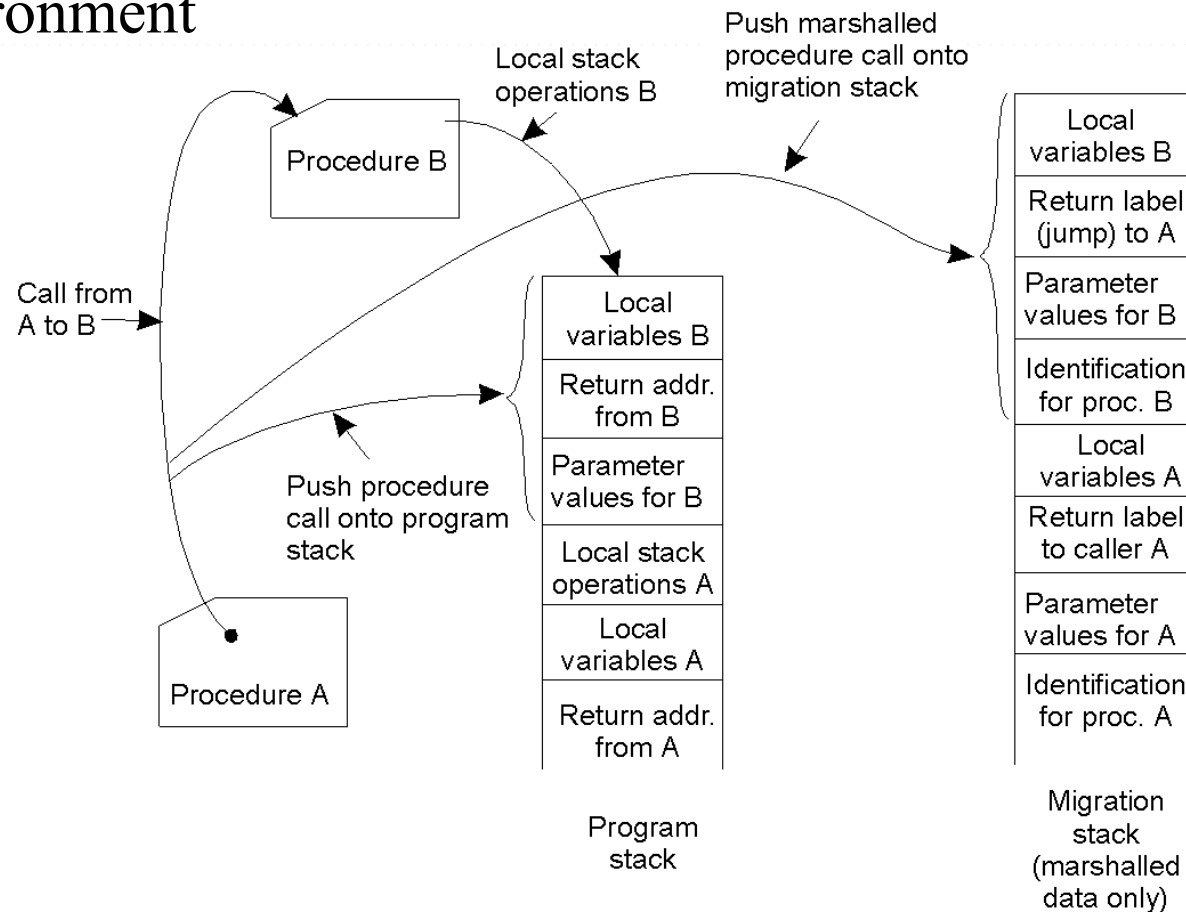 ronment
Push marshalled
procedure call onto
migration stack
Local stack
operations B
Procedure B
Call from
A to B
Push procedure
call onto program
stack
Procedure A
Local
variables B
Return addr.
from B
Parameter
values for B
Local stack
operations A
Local
variables A
Return addr.
from A
Program
stack
Local
variables B
Return label
(jump) to A
Parameter
values for B
Identification
for proc. B
Local
variables A
Return label
to caller A
Parameter
values for A
Identification
for proc. A
Migration
stack
(marshalled
data only)